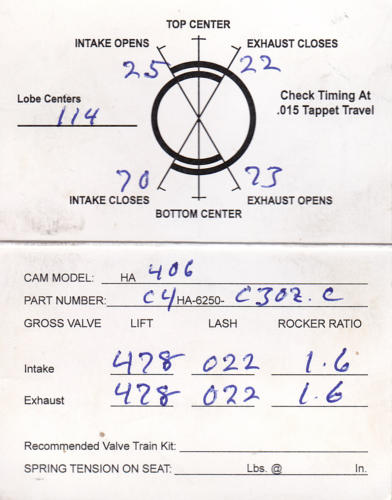 TOP CENTER
INTAKE OPENS EXHAUST CLOSES
25 22
Lobe Centers
114
Check Timing At
.015 Tappet Travel
70 73
INTAKE CLOSES EXHAUST OPENS
BOTTOM CENTER
CAM MODEL: HA 406
PART NUMBER: C4/HA-6250-C302.C
GROSS VALVE LIFT LASH ROCKER RATIO
Intake 478 022 1.6
Exhaust 478 022 1.6
Recommended Valve Train Kit:
SPRING TENSION ON SEAT: Lbs. @ In.